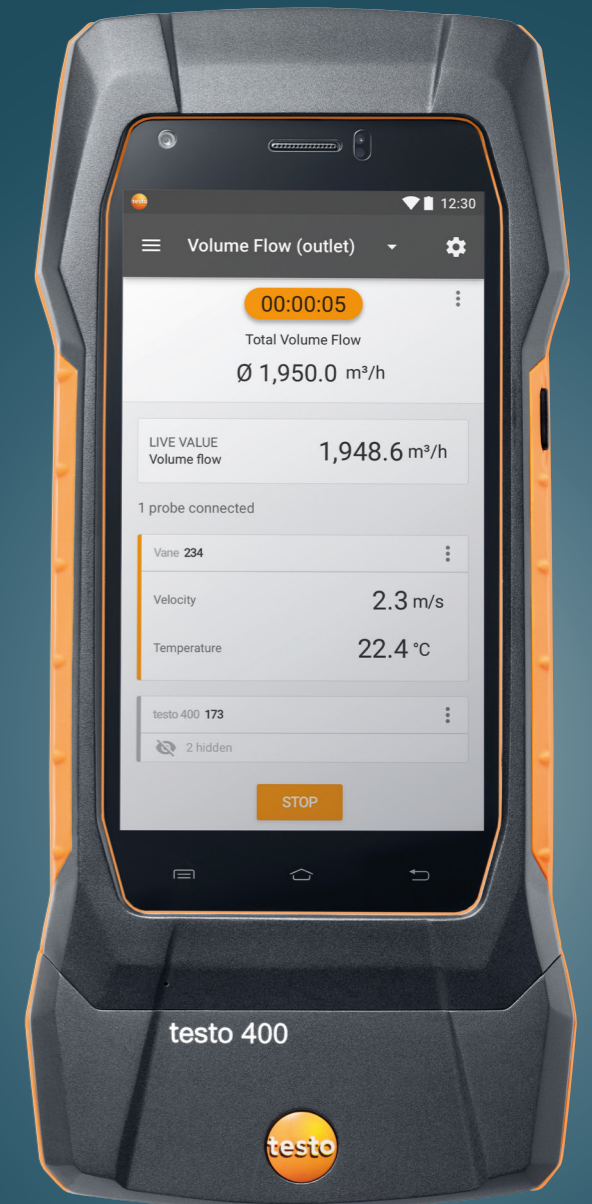 testo
12:30
Volume Flow (outlet)
00:00:05
Total Volume Flow
Ø 1,950.0 m³/h
LIVE VALUE
Volume flow
1,948.6 m³/h
1 probe connected
Vane 234
Velocity 2.3 m/s
Temperature 22.4 °C
testo 400 173
2 hidden
STOP
testo 400
testo